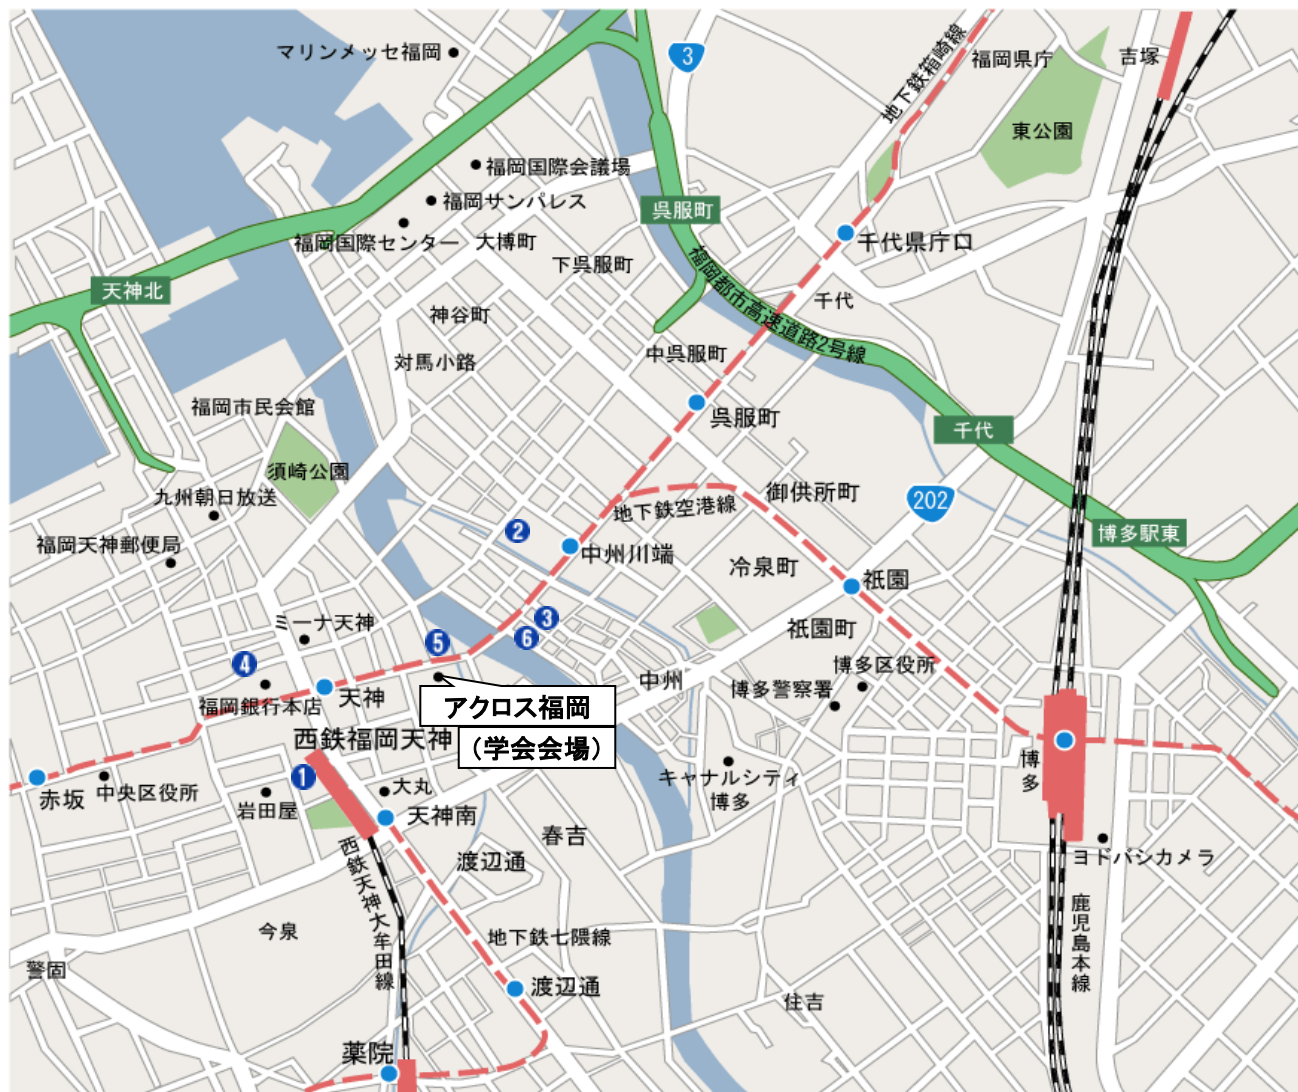 マリンメッセ福岡
3
地下鉄箱崎線
福岡県庁
吉塚
東公園
福岡国際会議場
福岡サンパレス
呉服町
福岡国際センター
大博町
千代県庁口
下呉服町
福岡都市高速道路2号線
天神北
千代
神谷町
中呉服町
対馬小路
福岡市民会館
呉服町
千代
須崎公園
九州朝日放送
御供所町
202
地下鉄空港線
福岡天神郵便局
2
中州川端
博多駅東
冷泉町
祇園
ミーナ天神
3
6
5
祇園町
4
博多区役所
中州
博多警察署
福岡銀行本店
天神
アクロス福岡
(学会会場)
西鉄福岡天神
1
博多
キャナルシティ
博多
赤坂
中央区役所
岩田屋
大丸
天神南
春吉
ヨドバシカメラ
渡辺通
西鉄天神大牟田線
今泉
地下鉄七隈線
鹿児島本線
警固
渡辺通
住吉
薬院